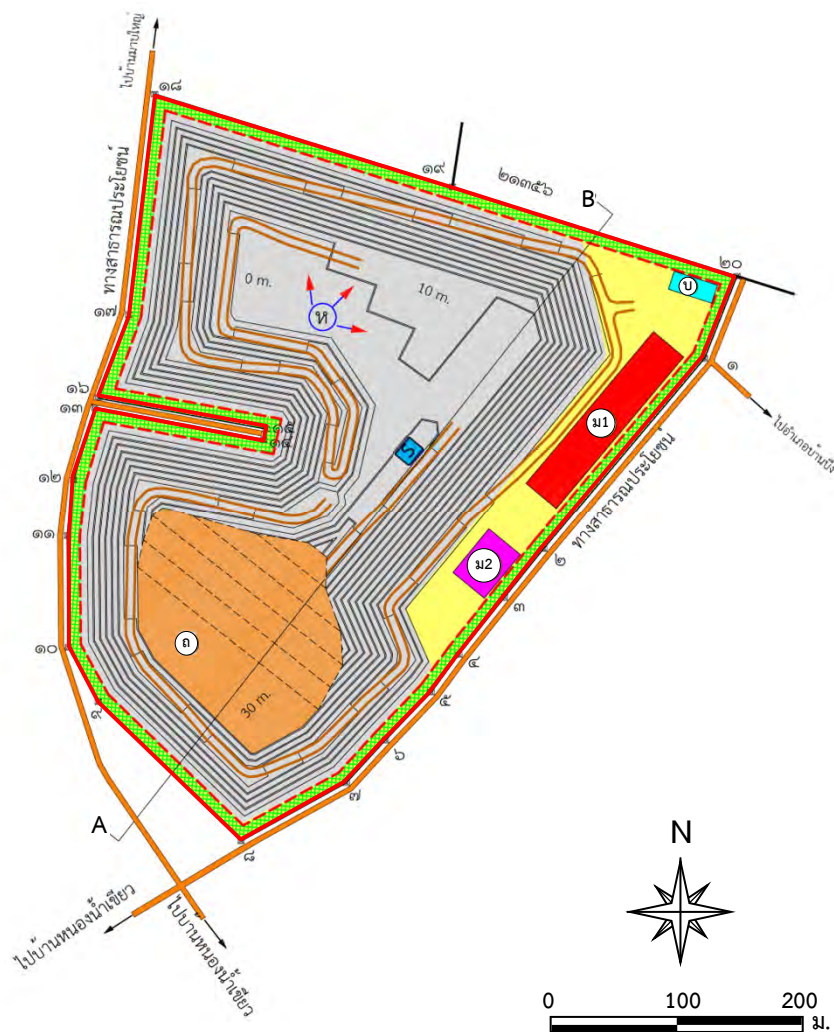 ไปบ้านมาบใหญ่
๑๘
ทางสาธารณประโยชน์
๑๙
๒๑๓๕๖
B
๒๐
บ
0 m.
10 m.
ห
๑๗
๑
ไปอำเภอบ้านบึง
๑๖
๑๓
ม1
S
ทางสาธารณประโยชน์
๑๒
๑๑
๒
ม2
๓
๑๐
ถ
๔
๕
30 m.
๙
๖
๗
A
๘
ไปบ้านหนองน้ำเขียว
ไปบ้านหนองน้ำเขียว
N
0 100 200
ม.